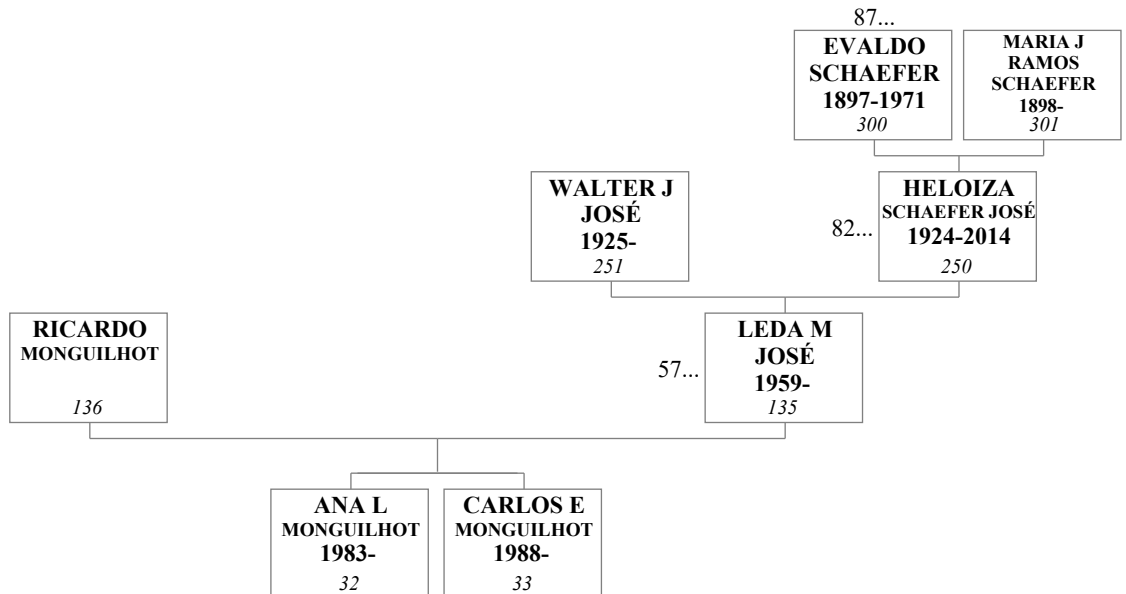 87...
EVALDO
SCHAEFER
1897-1971
300
MARIA J
RAMOS
SCHAEFER
1898-
301
WALTER J
JOSÉ
1925-
251
82...
HELOIZA
SCHAEFER JOSÉ
1924-2014
250
RICARDO
MONGUILHOT
136
57...
LEDA M
JOSÉ
1959-
135
ANA L
MONGUILHOT
1983-
32
CARLOS E
MONGUILHOT
1988-
33